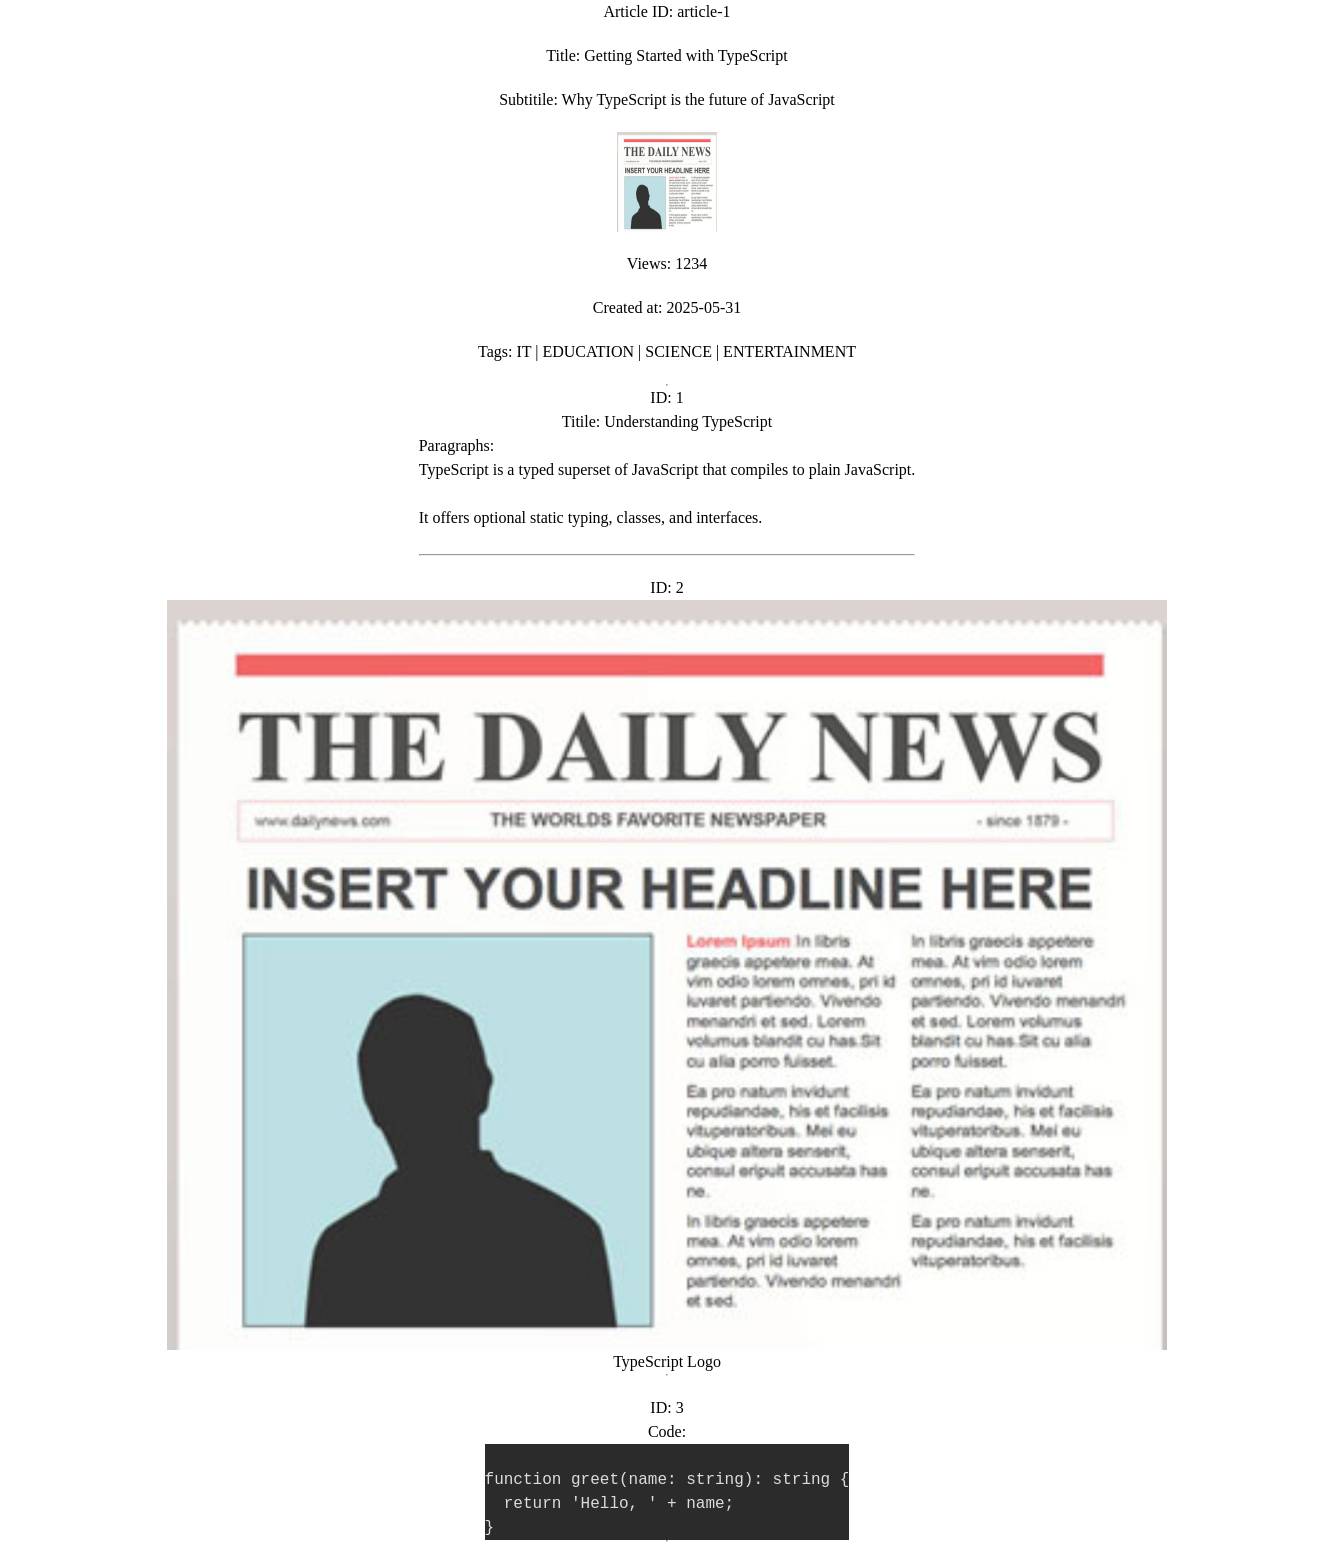 Article ID: article-1
Title: Getting Started with TypeScript
Subtitile: Why TypeScript is the future of JavaScript
THE DAILY NEWS
INSERT YOUR HEADLINE HERE
Views: 1234
Created at: 2025-05-31
Tags: IT | EDUCATION | SCIENCE | ENTERTAINMENT
ID: 1
Titile: Understanding TypeScript
Paragraphs:
TypeScript is a typed superset of JavaScript that compiles to plain JavaScript.
It offers optional static typing, classes, and interfaces.
ID: 2
THE DAILY NEWS
www.dailynews.com THE WORLDS FAVORITE NEWSPAPER - since 1879 -
INSERT YOUR HEADLINE HERE
Lorem Ipsum In libris
graecis appetere mea. At
vim odio lorem omnes, pri id
iuvaret partiendo. Vivendo
menandri et sed. Lorem
volumus blandit cu has.Sit
cu alia porro fuisset.
Ea pro natum invidunt
repudiandae, his et facilisis
vituperatoribus. Mei eu
ubique altera senserit,
consul eripuit accusata has
ne.
In libris graecis appetere
mea. At vim odio lorem
omnes, pri id iuvaret
partiendo. Vivendo menandri
et sed.
In libris graecis appetere
mea. At vim odio lorem
omnes, pri id iuvaret
partiendo. Vivendo menandri
et sed. Lorem volumus
blandit cu has.Sit cu alia
porro fuisset.
Ea pro natum invidunt
repudiandae, his et facilisis
vituperatoribus. Mei eu
ubique altera senserit,
consul eripuit accusata has
ne.
Ea pro natum invidunt
repudiandae, his et facilisis
vituperatoribus.
TypeScript Logo
ID: 3
Code:
function greet(name: string): string {
  return 'Hello, ' + name;
}